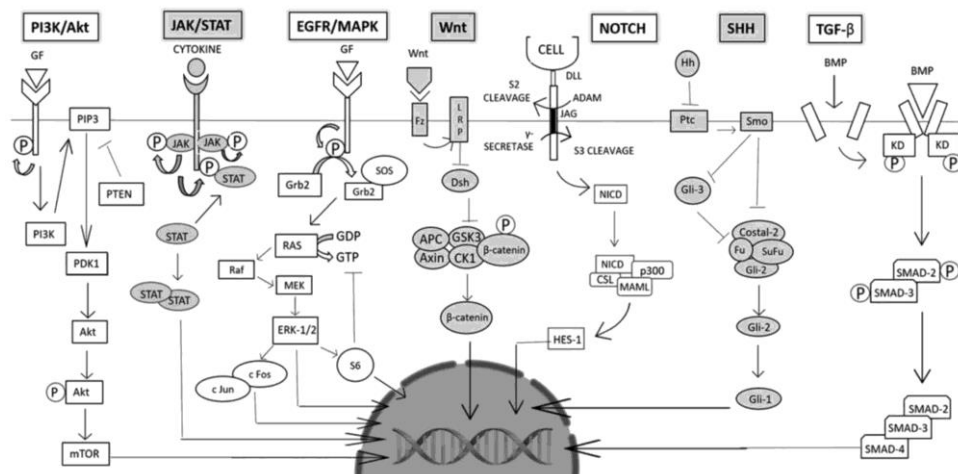 PI3K/Akt
GF
P
PIP3
PTEN
PI3K
PDK1
Akt
P
Akt
mTOR
JAK/STAT
CYTOKINE
P
JAK
JAK
P
P
STAT
STAT
STAT
STAT
EGFR/MAPK
GF
P
Grb2
SOS
Grb2
RAS
GDP
GTP
Raf
MEK
ERK-1/2
c Fos
c Jun
S6
Wnt
Wnt
Fz
L
R
P
Dsh
P
APC
GSK3
β-catenin
Axin
CK1
β-catenin
NOTCH
CELL
DLL
S2
CLEAVAGE
ADAM
JAG
Y-
SECRETASE
S3 CLEAVAGE
NICD
NICD
p300
CSL
MAML
HES-1
SHH
Hh
Ptc
Smo
Gli-3
Costal-2
Fu
SuFu
Gli-2
Gli-2
Gli-1
TGF-β
BMP
BMP
KD
KD
P
P
SMAD-2
P
P
SMAD-3
SMAD-2
SMAD-3
SMAD-4